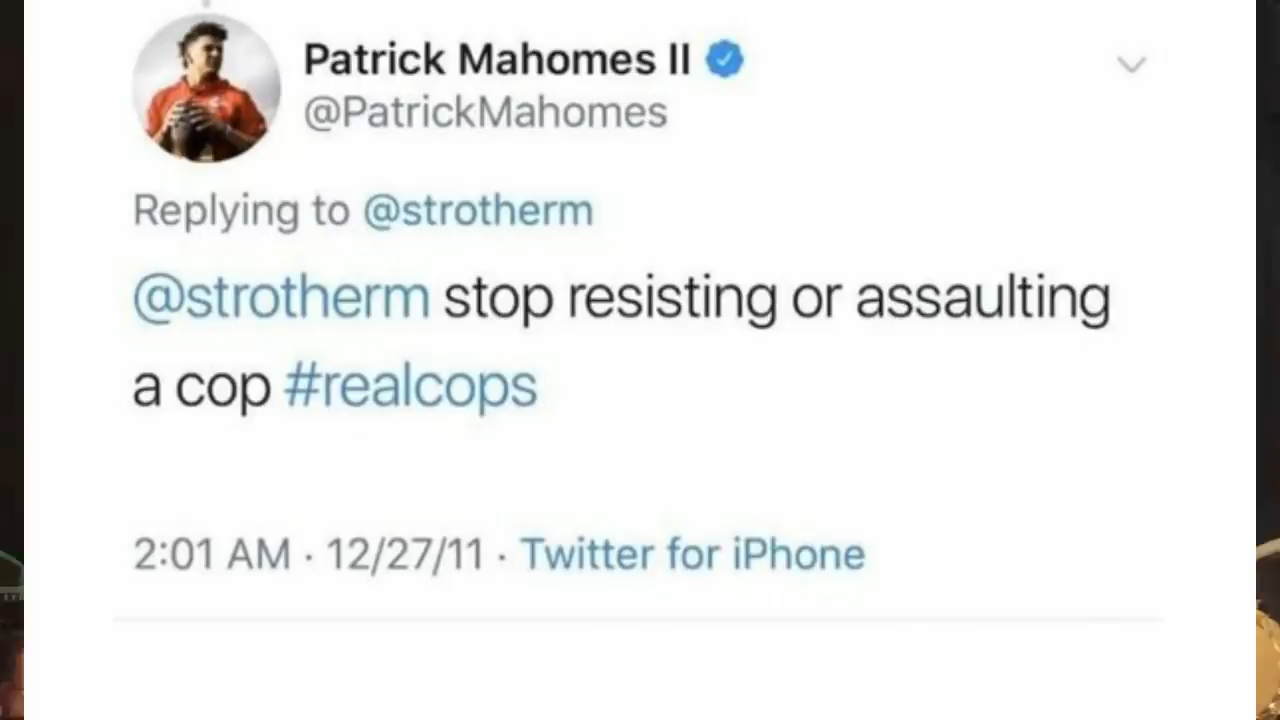 Patrick Mahomes II
@PatrickMahomes
Replying to @strotherm
@strotherm stop resisting or assaulting
a cop #realcops
2:01 AM · 12/27/11 · Twitter for iPhone